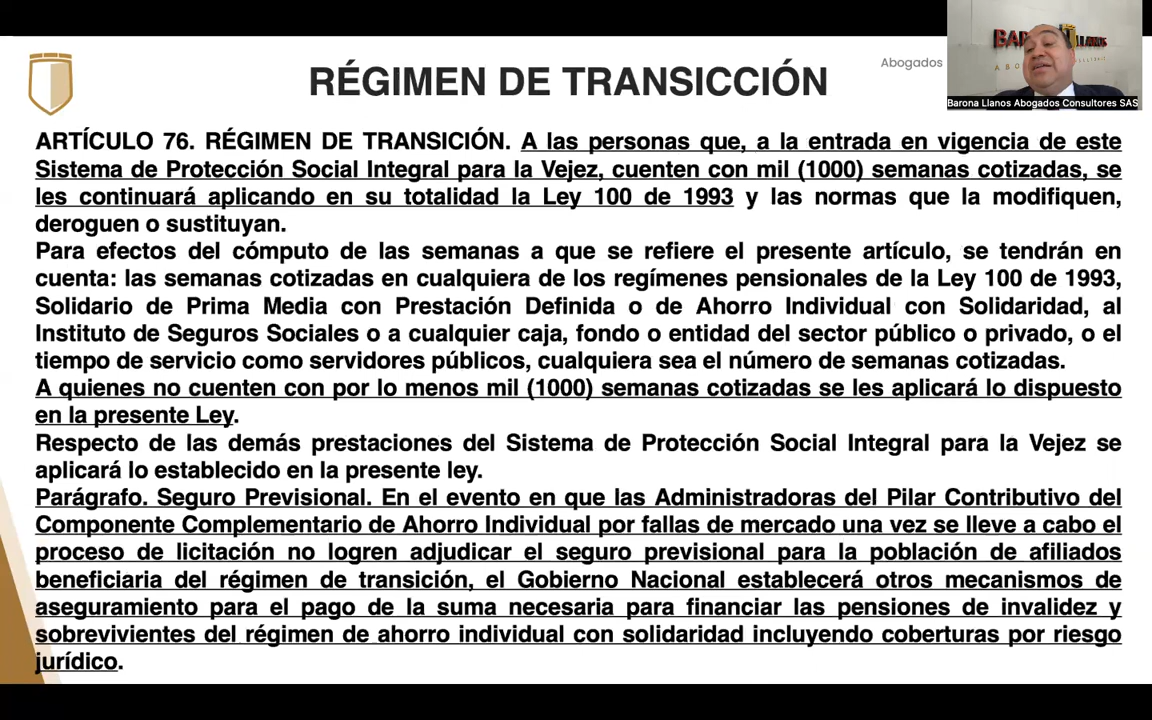 RÉGIMEN DE TRANSICCIÓN
Abogados
BAR LLANOS
Barona Llanos Abogados Consultores SAS
ARTÍCULO 76. RÉGIMEN DE TRANSICIÓN. A las personas que, a la entrada en vigencia de este
Sistema de Protección Social Integral para la Vejez, cuenten con mil (1000) semanas cotizadas, se
les continuará aplicando en su totalidad la Ley 100 de 1993 y las normas que la modifiquen,
deroguen o sustituyan.
Para efectos del cómputo de las semanas a que se refiere el presente artículo, se tendrán en
cuenta: las semanas cotizadas en cualquiera de los regímenes pensionales de la Ley 100 de 1993,
Solidario de Prima Media con Prestación Definida o de Ahorro Individual con Solidaridad, al
Instituto de Seguros Sociales o a cualquier caja, fondo o entidad del sector público o privado, o el
tiempo de servicio como servidores públicos, cualquiera sea el número de semanas cotizadas.
A quienes no cuenten con por lo menos mil (1000) semanas cotizadas se les aplicará lo dispuesto
en la presente Ley.
Respecto de las demás prestaciones del Sistema de Protección Social Integral para la Vejez se
aplicará lo establecido en la presente ley.
Parágrafo. Seguro Previsional. En el evento en que las Administradoras del Pilar Contributivo del
Componente Complementario de Ahorro Individual por fallas de mercado una vez se lleve a cabo el
proceso de licitación no logren adjudicar el seguro previsional para la población de afiliados
beneficiaria del régimen de transición, el Gobierno Nacional establecerá otros mecanismos de
aseguramiento para el pago de la suma necesaria para financiar las pensiones de invalidez y
sobrevivientes del régimen de ahorro individual con solidaridad incluyendo coberturas por riesgo
jurídico.